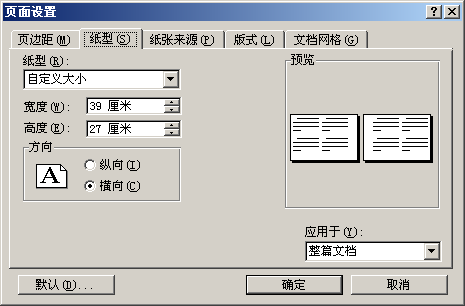 页面设置
页边距(M) 纸型(S) 纸张来源(P) 版式(L) 文档网格(G)
纸型(R):
自定义大小
宽度(W): 39 厘米
高度(E): 27 厘米
方向
A
纵向(T)
横向(C)
预览
应用于(Y):
整篇文档
默认(D)... 确定 取消